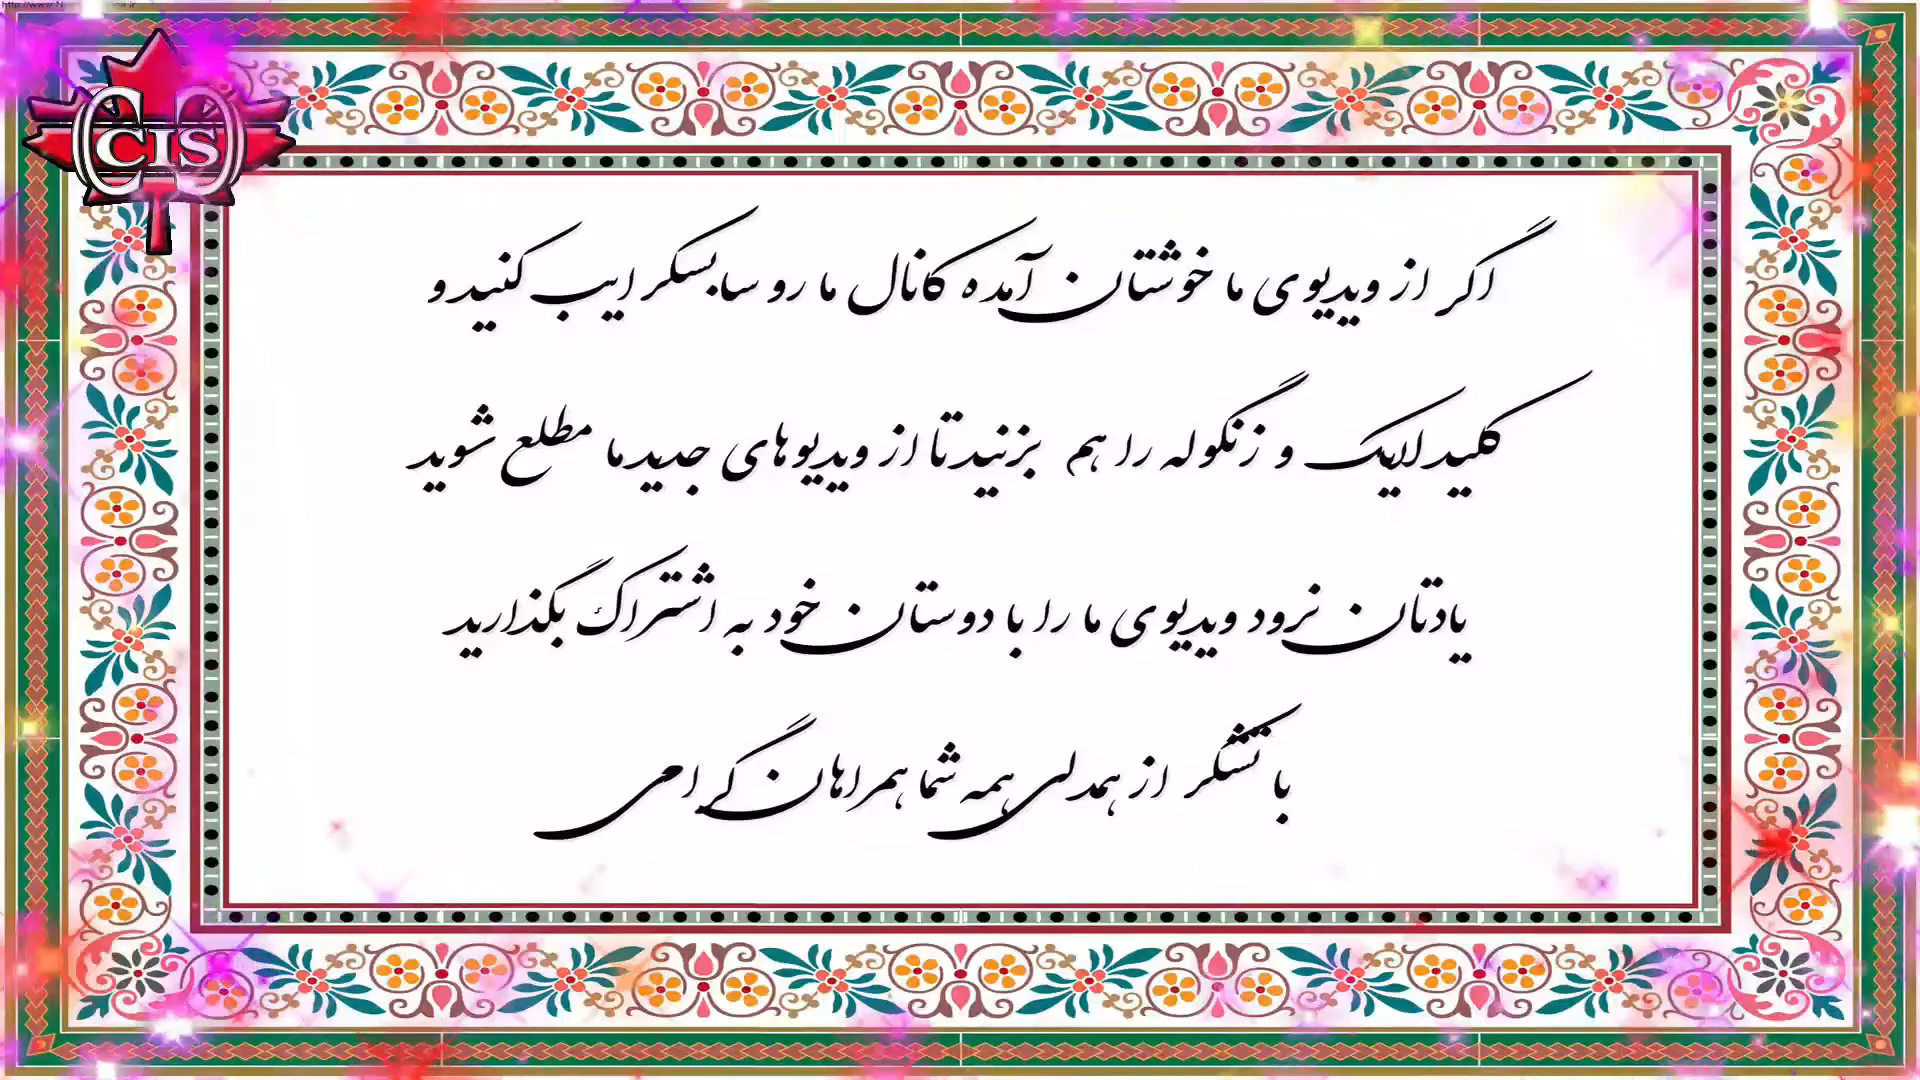 CIS
اگر از ویدیوی ما خوشتان آمده کانال ما رو سابسکرایب کنید و
کلید لایک و زنگوله را هم بزنید تا از ویدیوهای جدید ما مطلع شوید
یادتان نرود ویدیوی ما را با دوستان خود به اشتراک بگذارید
با تشکر از همدلی همه شما همراهان گرامی